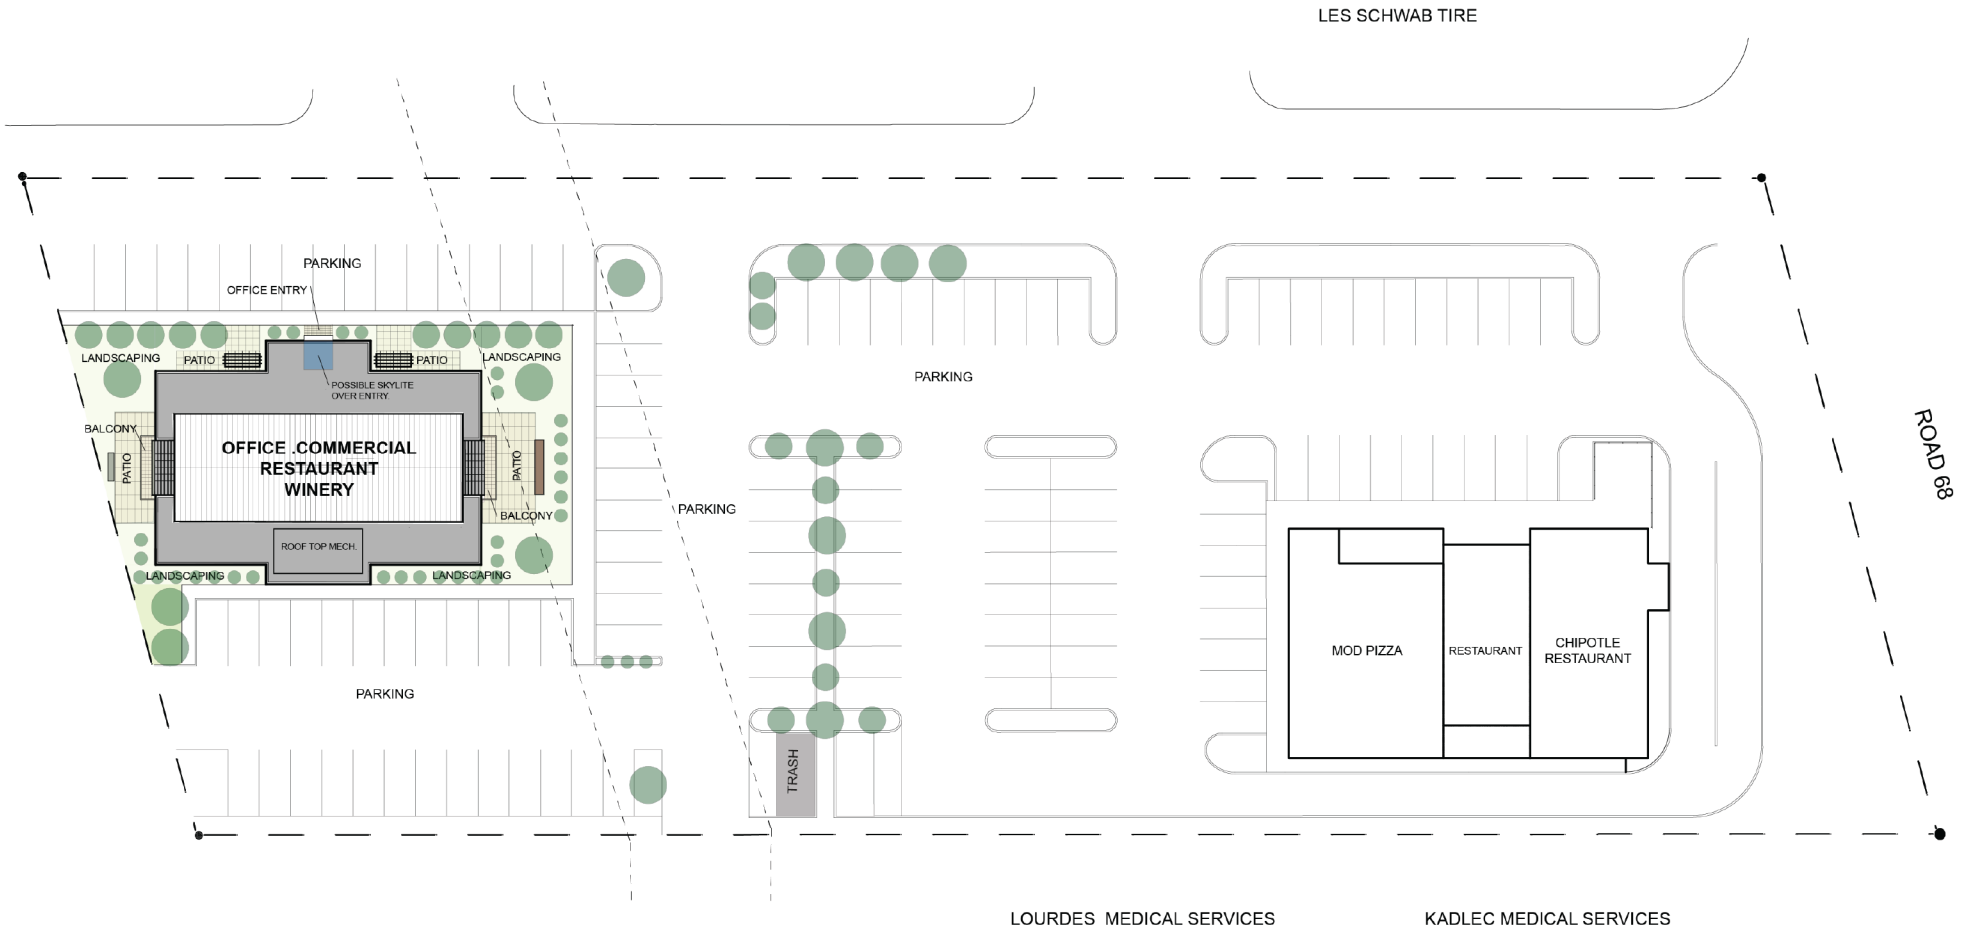 LES SCHWAB TIRE
PARKING
OFFICE ENTRY
LANDSCAPING
PATIO
PATIO
LANDSCAPING
POSSIBLE SKYLITE
OVER ENTRY.
PARKING
BALCONY
PATIO
OFFICE .COMMERCIAL
RESTAURANT
WINERY
PATIO
BALCONY
PARKING
ROAD 68
ROOF TOP MECH.
LANDSCAPING
LANDSCAPING
MOD PIZZA
RESTAURANT
CHIPOTLE
RESTAURANT
PARKING
TRASH
LOURDES MEDICAL SERVICES
KADLEC MEDICAL SERVICES